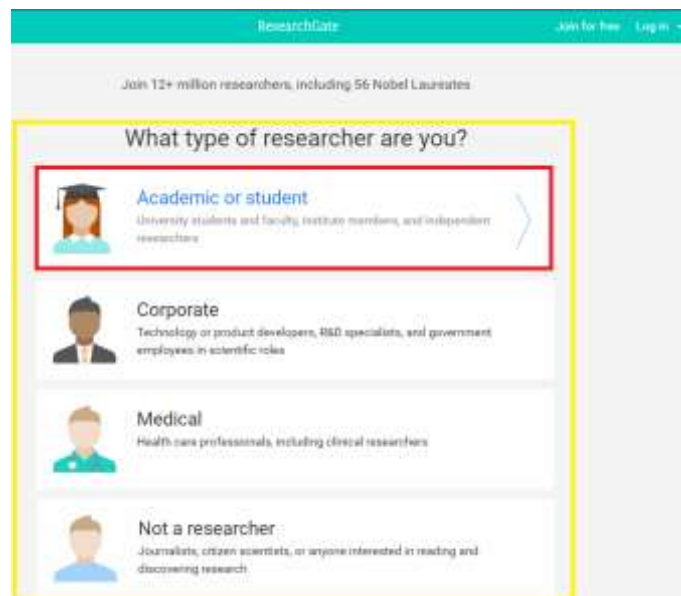 ResearchGate
Join for free Log in
Join 12+ million researchers, including 56 Nobel Laureates
What type of researcher are you?
Academic or student
University students and faculty, institute members, and independent
researchers
Corporate
Technology or product developers, R&D specialists, and government
employees in scientific roles
Medical
Health care professionals, including clinical researchers
Not a researcher
Journalists, citizen scientists, or anyone interested in reading and
discovering research